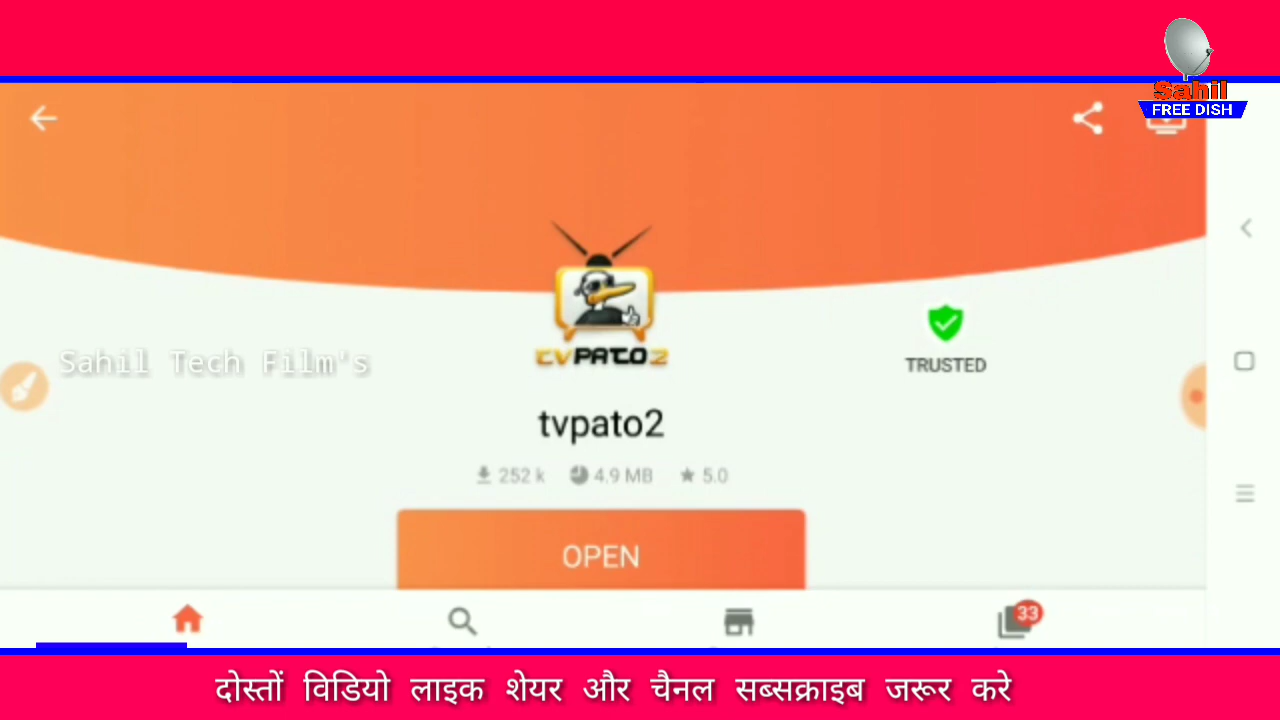 Sahil
FREE DISH
TVPATO2
TRUSTED
Sahil Tech Film's
tvpato2
252 k 4.9 MB 5.0
OPEN
33
दोस्तों विडियो लाइक शेयर और चैनल सब्सक्राइब जरूर करे